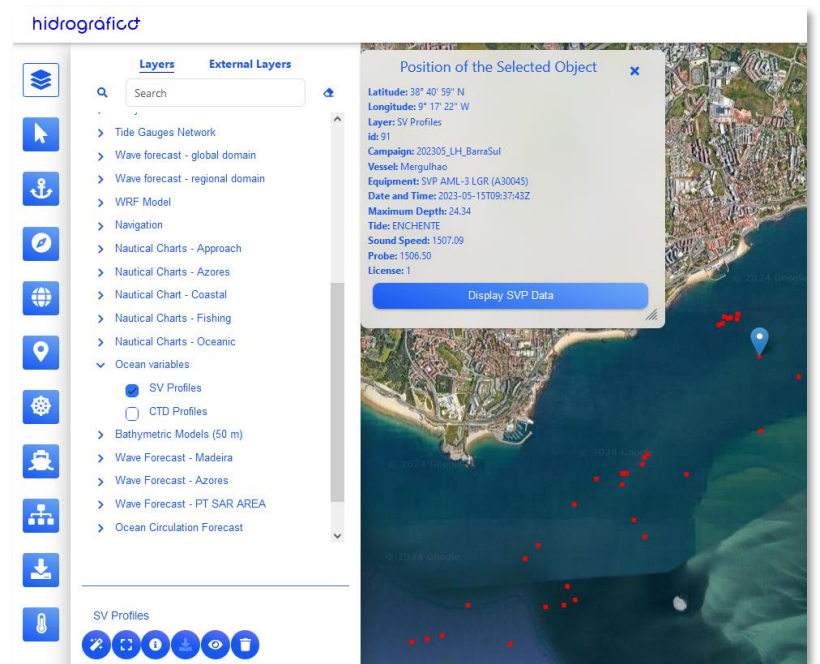 hidrográfico+
Layers
External Layers
Search
Tide Gauges Network
Wave forecast - global domain
Wave forecast - regional domain
WRF Model
Navigation
Nautical Charts - Approach
Nautical Charts - Azores
Nautical Chart - Coastal
Nautical Charts - Fishing
Nautical Charts - Oceanic
Ocean variables
SV Profiles
CTD Profiles
Bathymetric Models (50 m)
Wave Forecast - Madeira
Wave Forecast - Azores
Wave Forecast - PT SAR AREA
Ocean Circulation Forecast
SV Profiles
Position of the Selected Object
Latitude: 38° 40' 59" N
Longitude: 9° 17' 22" W
Layer: SV Profiles
id: 91
Campaign: 202305_LH_BarraSul
Vessel: Mergulhao
Equipment: SVP AML-3 LGR (A30045)
Date and Time: 2023-05-15T09:37:43Z
Maximum Depth: 24.34
Tide: ENCHENTE
Sound Speed: 1507.09
Probe: 1506.50
License: 1
Display SVP Data
© 2024 Google
© 2024 Google
© 2024 Google
© 2024 Google